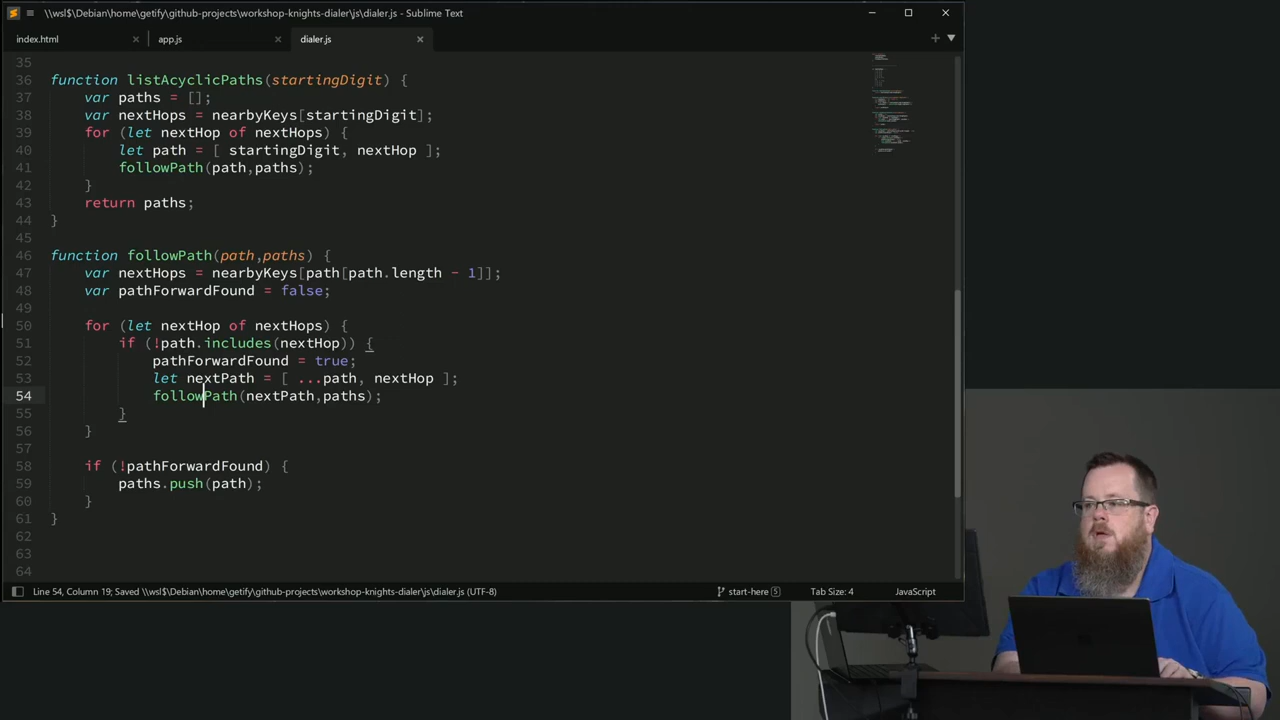 \\wsl$\Debian\home\getify\github-projects\workshop-knights-dialer\js\dialer.js - Sublime Text
index.html
app.js
dialer.js
35
36 function listAcyclicPaths(startingDigit) {
37 var paths = [];
38 var nextHops = nearbyKeys[startingDigit];
39 for (let nextHop of nextHops) {
40 let path = [ startingDigit, nextHop ];
41 followPath(path,paths);
42 }
43 return paths;
44 }
45
46 function followPath(path,paths) {
47 var nextHops = nearbyKeys[path[path.length - 1]];
48 var pathForwardFound = false;
49
50 for (let nextHop of nextHops) {
51 if (!path.includes(nextHop)) {
52 pathForwardFound = true;
53 let nextPath = [ ...path, nextHop ];
54 followPath(nextPath,paths);
55 }
56 }
57
58 if (!pathForwardFound) {
59 paths.push(path);
60 }
61 }
62
63
64
Line 54, Column 19; Saved \\wsl$\Debian\home\getify\github-projects\workshop-knights-dialer\js\dialer.js (UTF-8)
start-here 5
Tab Size: 4
JavaScript